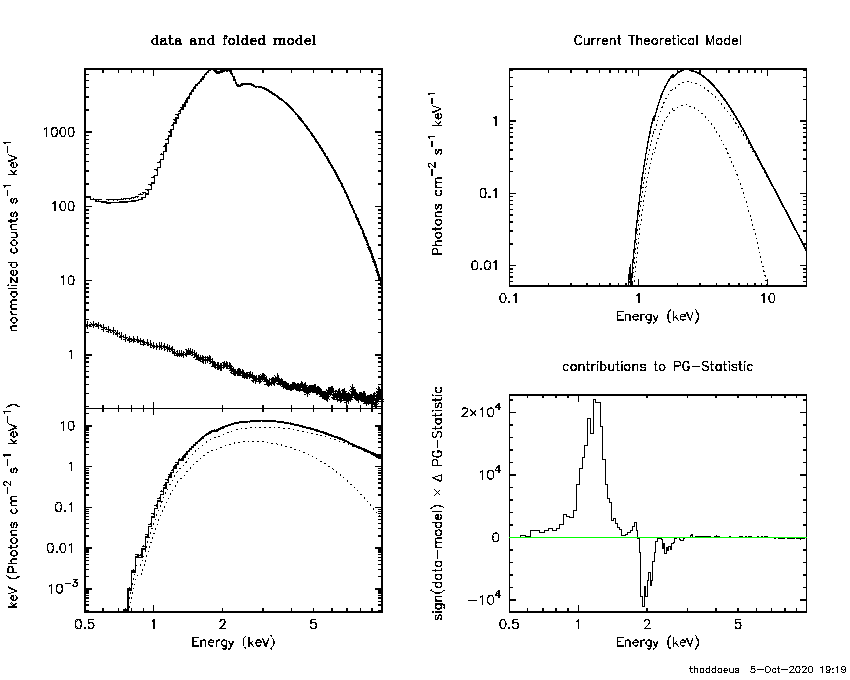 data and folded model
normalized counts s⁻¹ keV⁻¹
1000
100
10
1
keV (Photons cm⁻² s⁻¹ keV⁻¹)
10
1
0.1
0.01
10⁻³
0.5 1 2 5
Energy (keV)
Current Theoretical Model
Photons cm⁻² s⁻¹ keV⁻¹
1
0.1
0.01
0.1 1 10
Energy (keV)
contributions to PG-Statistic
sign(data-model) × Δ PG-Statistic
2×10⁴
10⁴
0
-10⁴
0.5 1 2 5
Energy (keV)
thaddaeus 5-Oct-2020 19:19